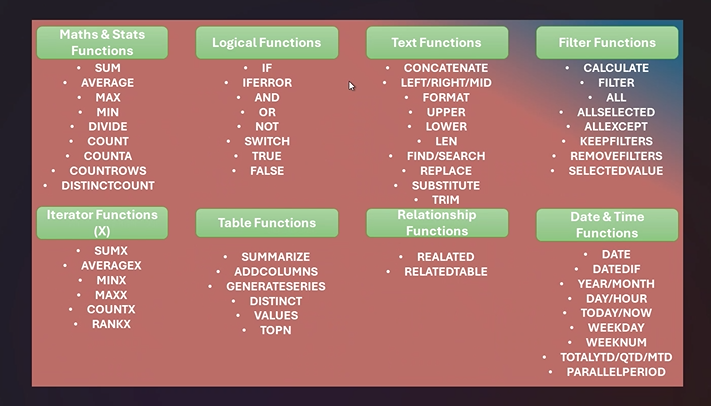 Maths & Stats
Functions
• SUM
• AVERAGE
• MAX
• MIN
• DIVIDE
• COUNT
• COUNTA
• COUNTROWS
• DISTINCTCOUNT
Logical Functions
• IF
• IFERROR
• AND
• OR
• NOT
• SWITCH
• TRUE
• FALSE
Text Functions
• CONCATENATE
• LEFT/RIGHT/MID
• FORMAT
• UPPER
• LOWER
• LEN
• FIND/SEARCH
• REPLACE
• SUBSTITUTE
• TRIM
Filter Functions
• CALCULATE
• FILTER
• ALL
• ALLSELECTED
• ALLEXCEPT
• KEEPFILTERS
• REMOVEFILTERS
• SELECTEDVALUE
Iterator Functions
(X)
• SUMX
• AVERAGEX
• MINX
• MAXX
• COUNTX
• RANKX
Table Functions
• SUMMARIZE
• ADDCOLUMNS
• GENERATESERIES
• DISTINCT
• VALUES
• TOPN
Relationship
Functions
• REALATED
• RELATEDTABLE
Date & Time
Functions
• DATE
• DATEDIF
• YEAR/MONTH
• DAY/HOUR
• TODAY/NOW
• WEEKDAY
• WEEKNUM
• TOTALYTD/QTD/MTD
• PARALLELPERIOD